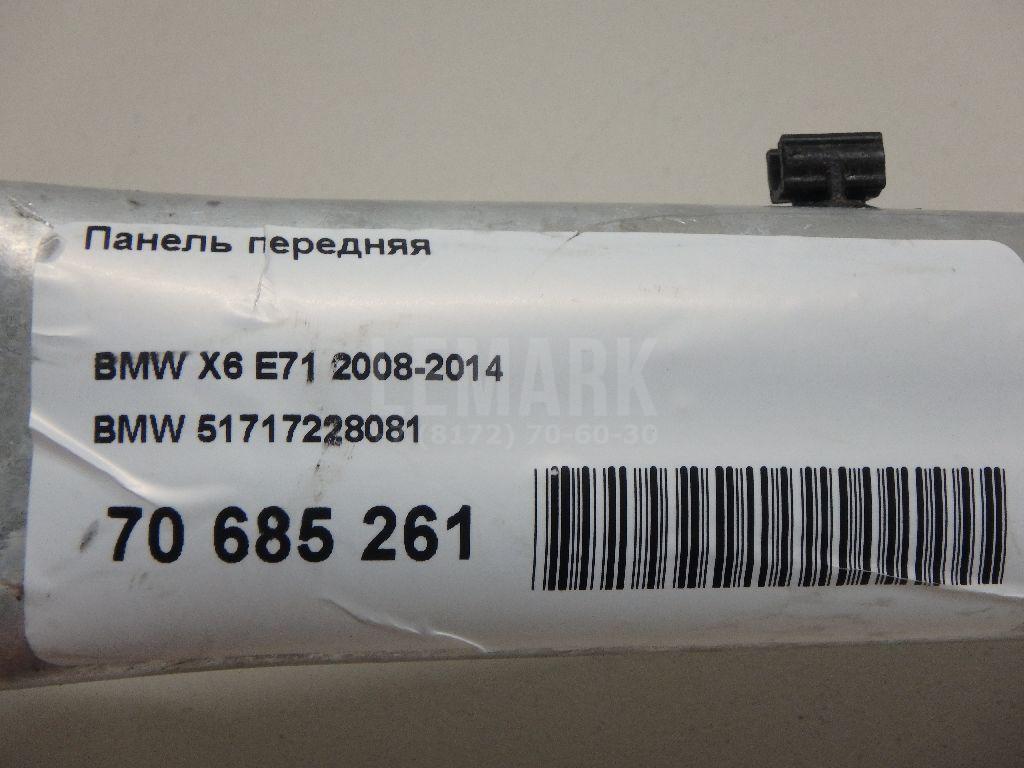 Панель передняя
BMW X6 E71 2008-2014
LEMARK
BMW 51717228081
(8172) 70-60-30
70 685 261